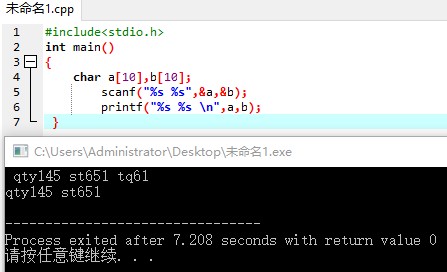 未命名1.cpp
1 #include<stdio.h>
2 int main()
3 {
4 char a[10],b[10];
5 scanf("%s %s",&a,&b);
6 printf("%s %s \n",a,b);
7 }
C:\Users\Administrator\Desktop\未命名1.exe
qty145 st651 tq61
qty145 st651
--------------------------------
Process exited after 7.208 seconds with return value 0
请按任意键继续. . .